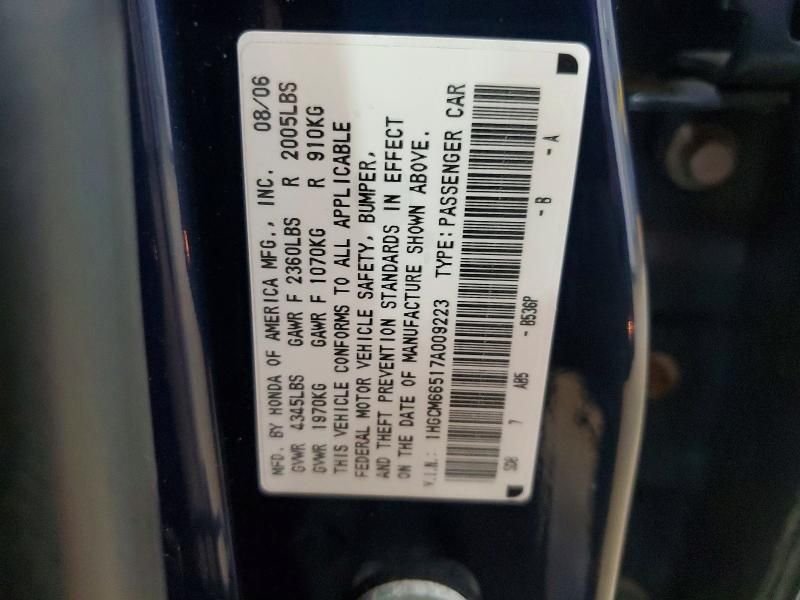 MFD. BY HONDA OF AMERICA MFG., INC. 08/06
GVWR 4345LBS GAWR F 2360LBS R 2005LBS
GVWR 1970KG GAWR F 1070KG R 910KG
THIS VEHICLE CONFORMS TO ALL APPLICABLE
FEDERAL MOTOR VEHICLE SAFETY, BUMPER,
AND THEFT PREVENTION STANDARDS IN EFFECT
ON THE DATE OF MANUFACTURE SHOWN ABOVE.
V.I.N.: 1HGCM66517A009223 TYPE: PASSENGER CAR
SDB 7 AB5 - B536P - B - A